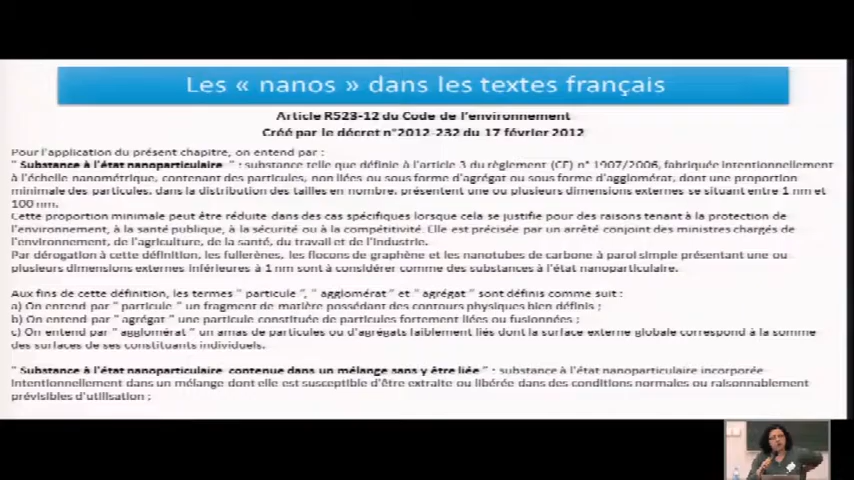 Les « nanos » dans les textes français
Article R523-12 du Code de l'environnement
Créé par le décret n°2012-232 du 17 février 2012
Pour l'application du présent chapitre, on entend par :
" Substance à l'état nanoparticulaire " : substance telle que définie à l'article 3 du règlement (CE) n° 1907/2006, fabriquée intentionnellement
à l'échelle nanométrique, contenant des particules, non liées ou sous forme d'agrégat ou sous forme d'agglomérat, dont une proportion
minimale des particules, dans la distribution des tailles en nombre, présentent une ou plusieurs dimensions externes se situant entre 1 nm et
100 nm.
Cette proportion minimale peut être réduite dans des cas spécifiques lorsque cela se justifie pour des raisons tenant à la protection de
l'environnement, à la santé publique, à la sécurité ou à la compétitivité. Elle est précisée par un arrêté conjoint des ministres chargés de
l'environnement, de l'agriculture, de la santé, du travail et de l'industrie.
Par dérogation à cette définition, les fullerènes, les flocons de graphène et les nanotubes de carbone à paroi simple présentant une ou
plusieurs dimensions externes inférieures à 1 nm sont à considérer comme des substances à l'état nanoparticulaire.
Aux fins de cette définition, les termes " particule ", " agglomérat " et " agrégat " sont définis comme suit :
a) On entend par " particule " un fragment de matière possédant des contours physiques bien définis ;
b) On entend par " agrégat " une particule constituée de particules fortement liées ou fusionnées ;
c) On entend par " agglomérat " un amas de particules ou d'agrégats faiblement liés dont la surface externe globale correspond à la somme
des surfaces de ses constituants individuels.
" Substance à l'état nanoparticulaire contenue dans un mélange sans y être liée " : substance à l'état nanoparticulaire incorporée
intentionnellement dans un mélange dont elle est susceptible d'être extraite ou libérée dans des conditions normales ou raisonnablement
prévisibles d'utilisation ;